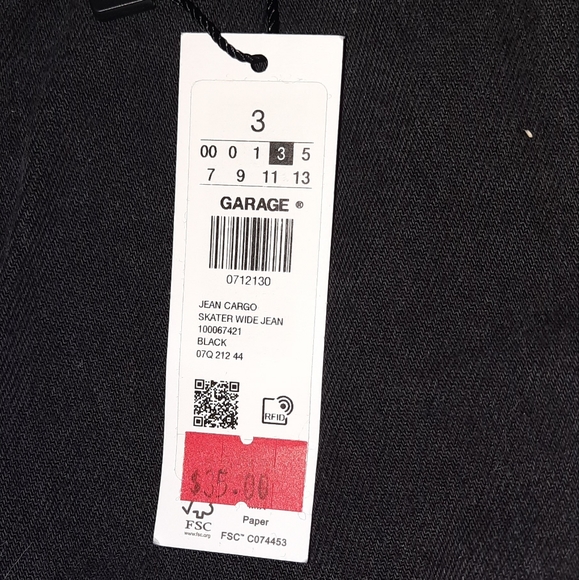 3
00 0 1 3 5
7 9 11 13
GARAGE ®
0712130
JEAN CARGO
SKATER WIDE JEAN
100067421
BLACK
07Q 212 44
RFID
$35.00
FSC
www.fsc.org
Paper
FSC™ C074453